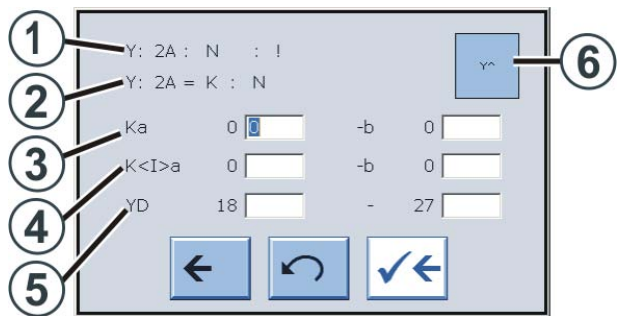 1
Y: 2A : N : !
2
Y: 2A = K : N
Y^
6
3
Ka 0 0 -b 0
4
K<I>a 0 -b 0
5
YD 18 - 27